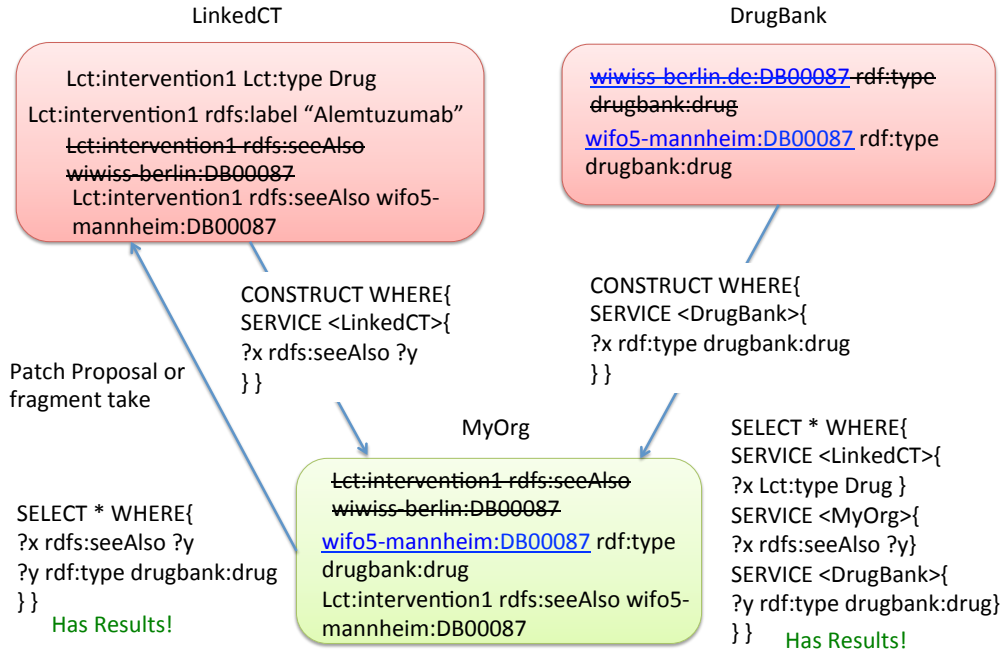 LinkedCT
Lct:intervention1 Lct:type Drug
Lct:intervention1 rdfs:label “Alemtuzumab”
Lct:intervention1 rdfs:seeAlso
wiwiss-berlin:DB00087
Lct:intervention1 rdfs:seeAlso wifo5-
mannheim:DB00087
DrugBank
wiwiss-berlin.de:DB00087 rdf:type
drugbank:drug
wifo5-mannheim:DB00087 rdf:type
drugbank:drug
CONSTRUCT WHERE{
SERVICE <LinkedCT>{
?x rdfs:seeAlso ?y
} }
CONSTRUCT WHERE{
SERVICE <DrugBank>{
?x rdf:type drugbank:drug
} }
Patch Proposal or
fragment take
MyOrg
Lct:intervention1 rdfs:seeAlso
wiwiss-berlin:DB00087
wifo5-mannheim:DB00087 rdf:type
drugbank:drug
Lct:intervention1 rdfs:seeAlso wifo5-
mannheim:DB00087
SELECT * WHERE{
?x rdfs:seeAlso ?y
?y rdf:type drugbank:drug
} }
Has Results!
SELECT * WHERE{
SERVICE <LinkedCT>{
?x Lct:type Drug }
SERVICE <MyOrg>{
?x rdfs:seeAlso ?y}
SERVICE <DrugBank>{
?y rdf:type drugbank:drug}
} }
Has Results!